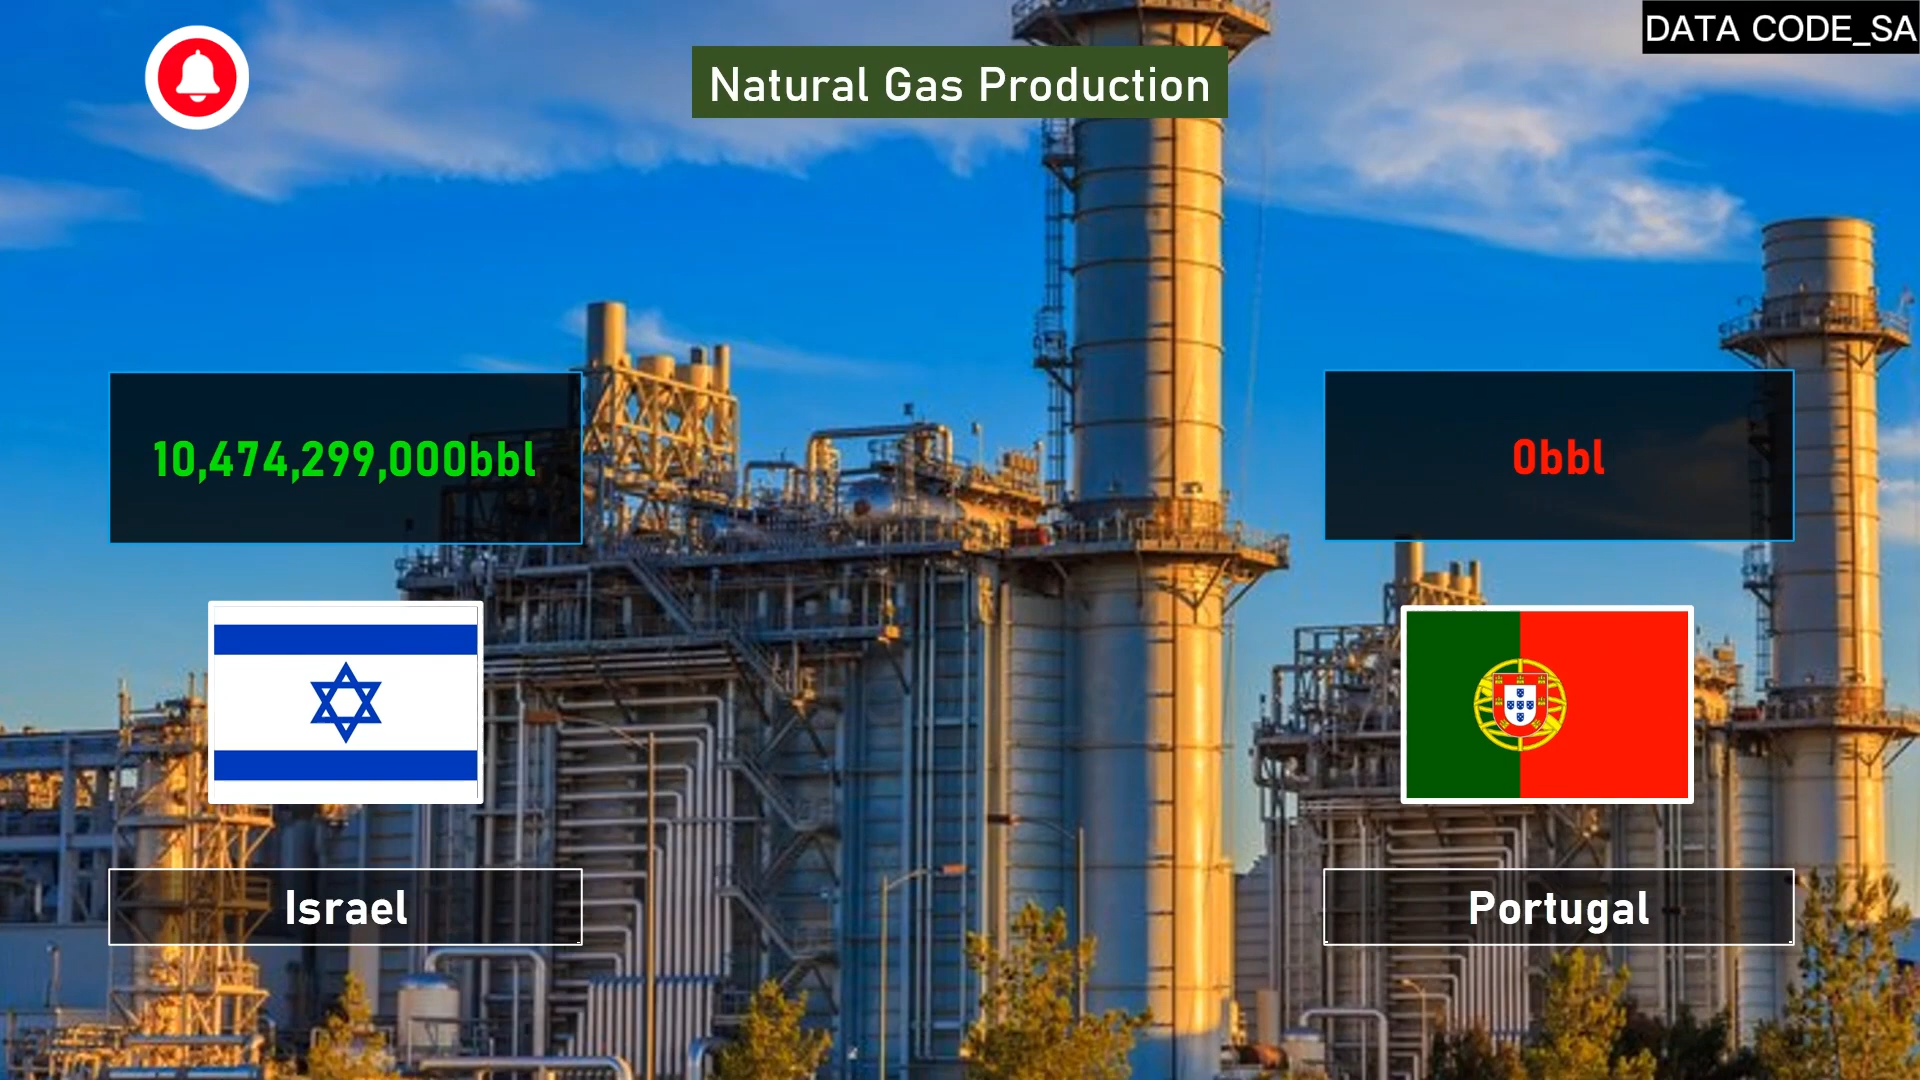 DATA CODE_SA
Natural Gas Production
10,474,299,000bbl
0bbl
Israel
Portugal